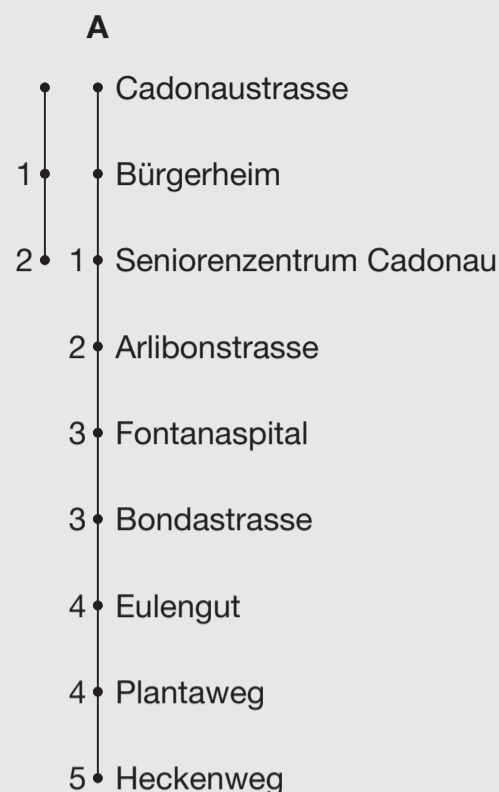 A
Cadonaustrasse
1 Bürgerheim
2 1 Seniorenzentrum Cadonau
2 Arlibonstrasse
3 Fontanaspital
3 Bondastrasse
4 Eulengut
4 Plantaweg
5 Heckenweg